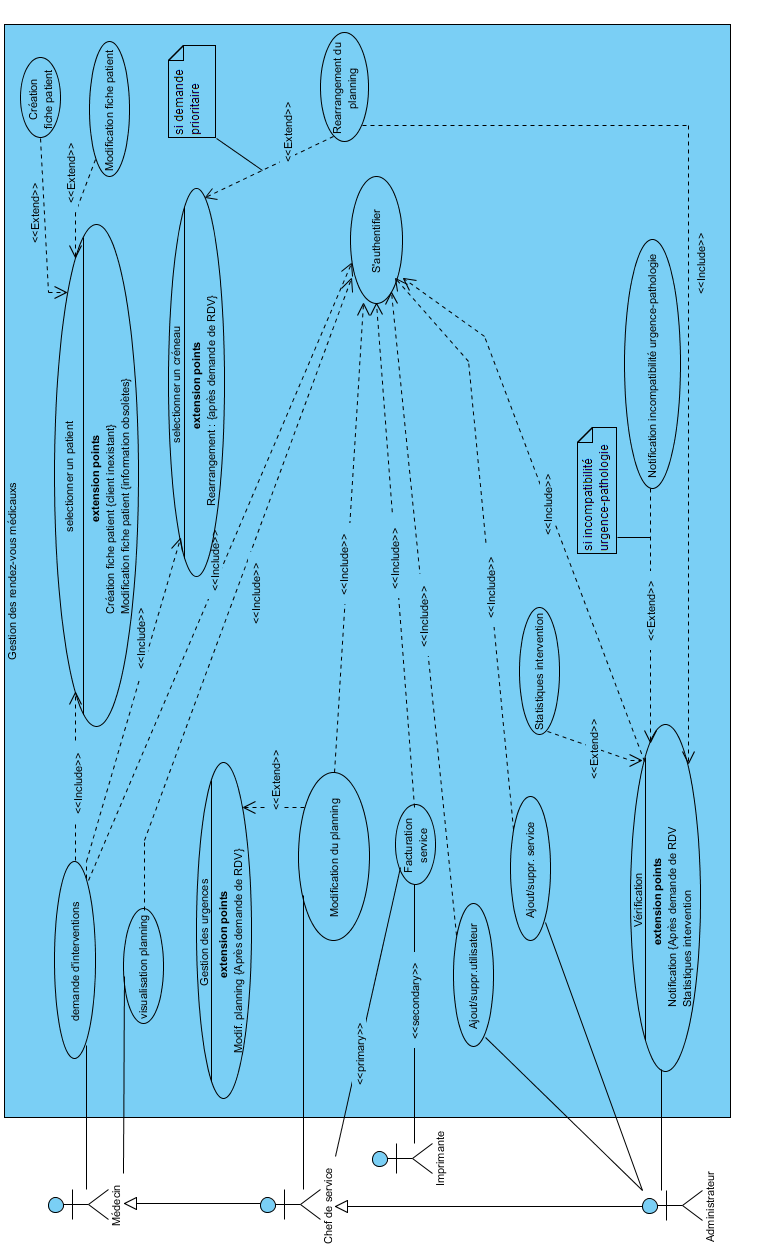 Gestion des rendez-vous médicauxs
Création
fiche patient
Modification fiche patient
<<Extend>>
<<Extend>>
selectionner un patient
extension points
Création fiche patient {client inexistant}
Modification fiche patient {information obsolètes}
si demande
prioritaire
Rearrangement du
planning
<<Extend>>
selectionner un créneau
extension points
Rearrangement : {après demande de RDV}
S'authentifier
<<Include>>
<<Include>>
<<Include>>
<<Include>>
<<Include>>
<<Include>>
<<Include>>
<<Include>>
<<Include>>
<<Include>>
<<Include>>
Notification incompatibilité urgence-pathologie
si incompatibilité
urgence-pathologie
<<Extend>>
Statistiques intervention
<<Extend>>
demande d'interventions
visualisation planning
Gestion des urgences
extension points
Modif. planning {Après demande de RDV}
<<Extend>>
Modification du planning
Facturation
service
Ajout/suppr.utilisateur
Ajout/suppr. service
Vérification
extension points
Notification {Après demande de RDV
Statistiques intervention
<<primary>>
<<secondary>>
Médecin
Chef de service
Imprimante
Administrateur